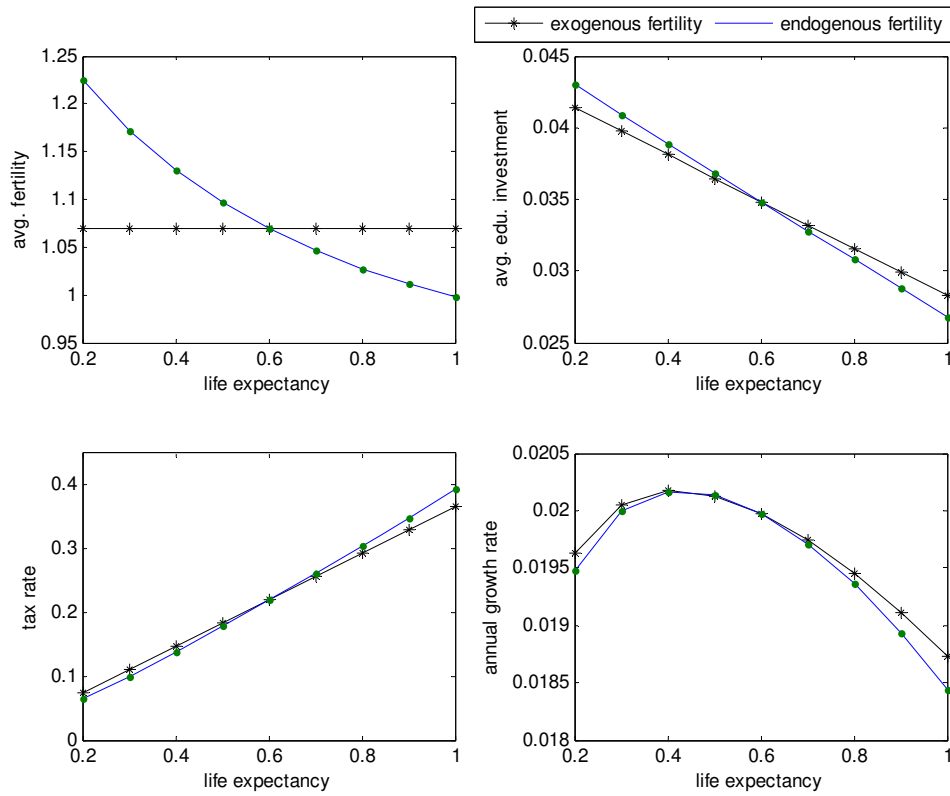 exogenous fertility endogenous fertility
1.25
1.2
1.15
1.1
1.05
1
0.95
avg. fertility
0.2 0.4 0.6 0.8 1
life expectancy
0.045
0.04
0.035
0.03
0.025
avg. edu. investment
0.2 0.4 0.6 0.8 1
life expectancy
0.4
0.3
0.2
0.1
0
tax rate
0.2 0.4 0.6 0.8 1
life expectancy
0.0205
0.02
0.0195
0.019
0.0185
0.018
annual growth rate
0.2 0.4 0.6 0.8 1
life expectancy